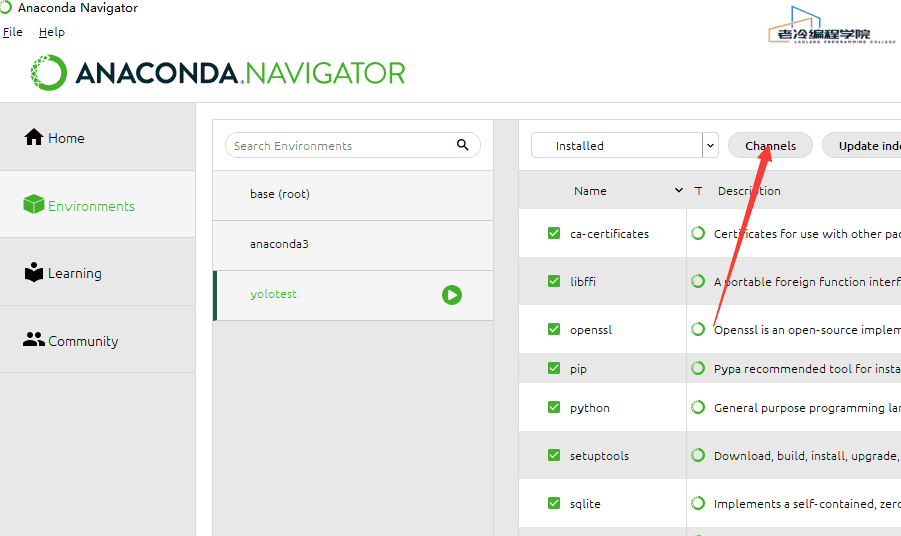 Anaconda Navigator
File Help
老冷编程学院
LAOLENG PROGRAMMING COLLEGE
ANACONDA.NAVIGATOR
Home
Environments
Learning
Community
Search Environments
base (root)
anaconda3
yolotest
Installed
Channels
Update inde
Name T Description
ca-certificates Certificates for use with other pac
libffi A portable foreign function interf
openssl Openssl is an open-source implem
pip Pypa recommended tool for insta
python General purpose programming lan
setuptools Download, build, install, upgrade,
sqlite Implements a self-contained, zero